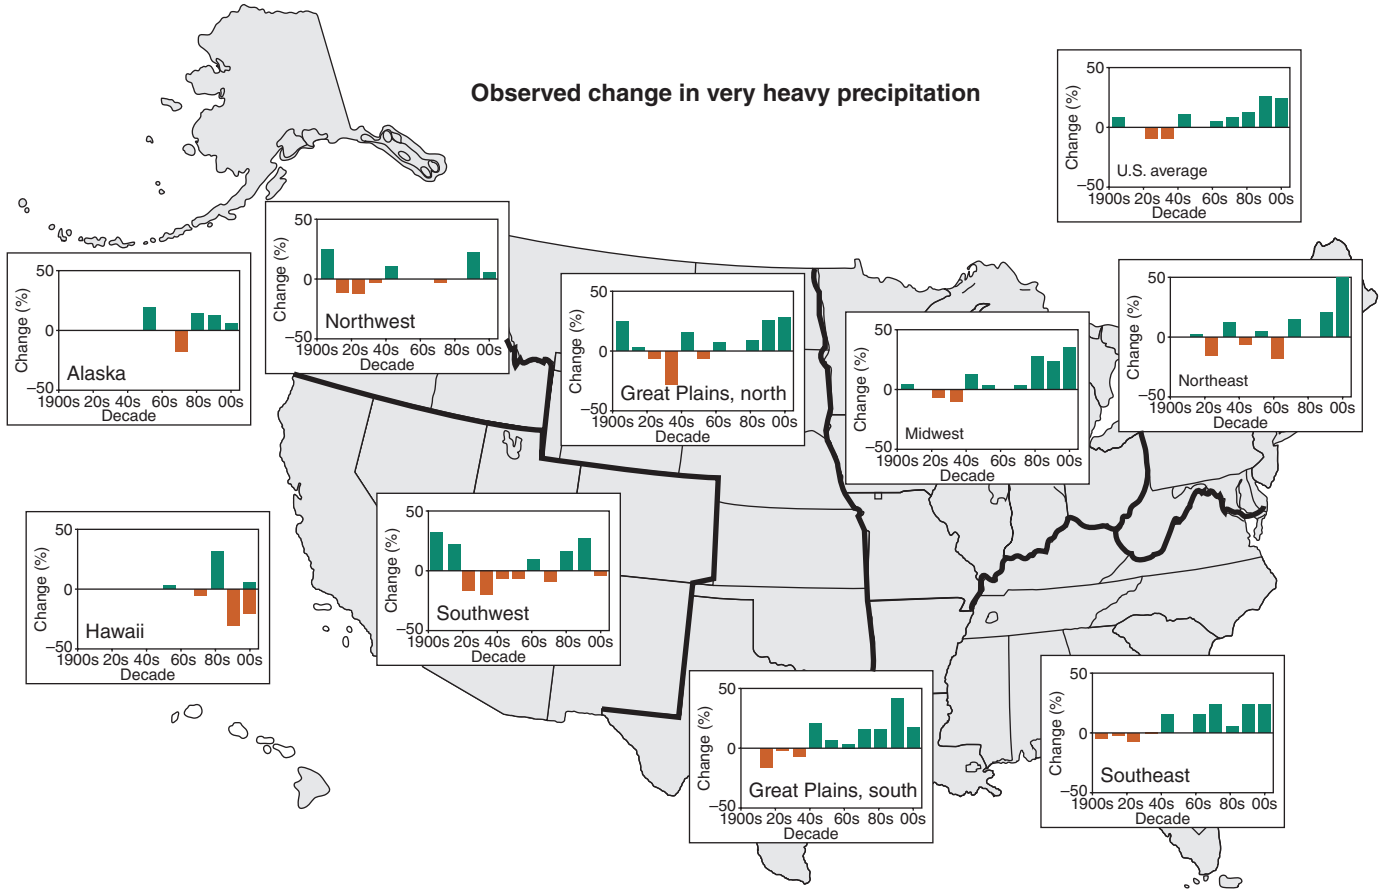 Observed change in very heavy precipitation
50
0
–50
Change (%)
U.S. average
1900s 20s 40s 60s 80s 00s
Decade
50
0
–50
Change (%)
Northwest
1900s 20s 40s 60s 80s 00s
Decade
50
0
–50
Change (%)
Alaska
1900s 20s 40s 60s 80s 00s
Decade
50
0
–50
Change (%)
Great Plains, north
1900s 20s 40s 60s 80s 00s
Decade
50
0
–50
Change (%)
Midwest
1900s 20s 40s 60s 80s 00s
Decade
50
0
–50
Change (%)
Northeast
1900s 20s 40s 60s 80s 00s
Decade
50
0
–50
Change (%)
Hawaii
1900s 20s 40s 60s 80s 00s
Decade
50
0
–50
Change (%)
Southwest
1900s 20s 40s 60s 80s 00s
Decade
50
0
–50
Change (%)
Great Plains, south
1900s 20s 40s 60s 80s 00s
Decade
50
0
–50
Change (%)
Southeast
1900s 20s 40s 60s 80s 00s
Decade